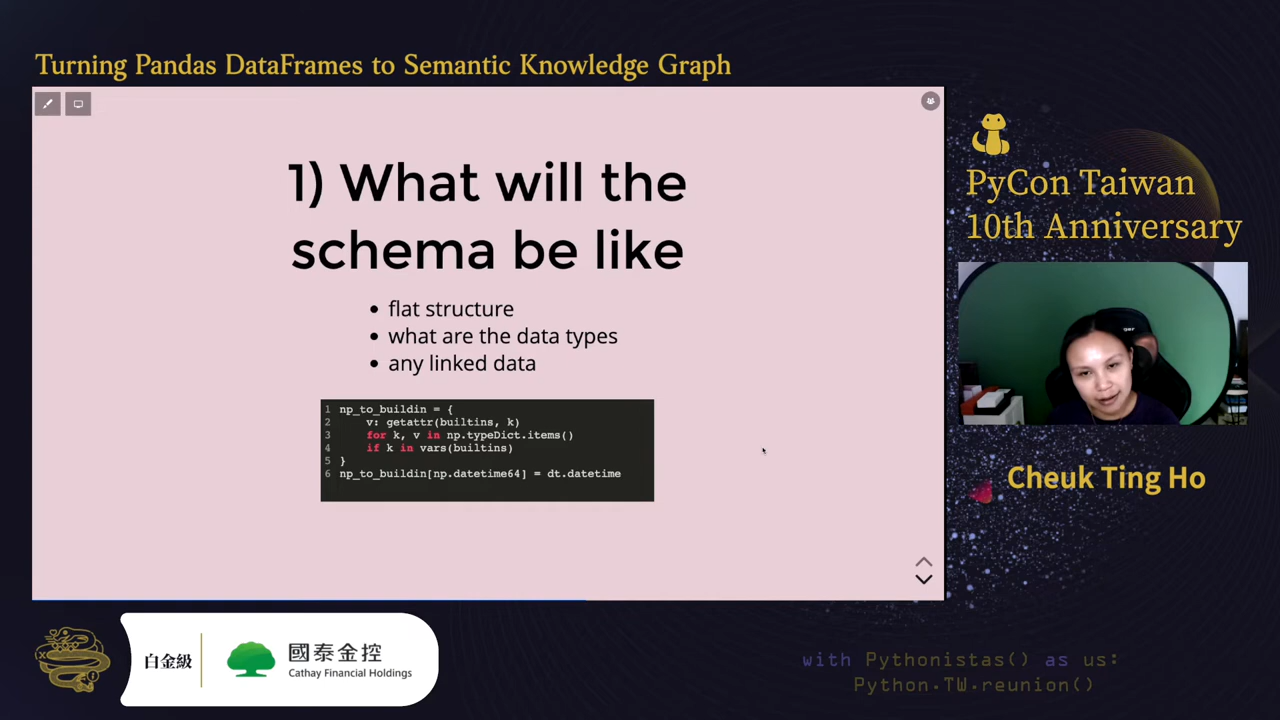 Turning Pandas DataFrames to Semantic Knowledge Graph
1) What will the
schema be like
flat structure
what are the data types
any linked data
1 np_to_buildin = {
2 v: getattr(builtins, k)
3 for k, v in np.typeDict.items()
4 if k in vars(builtins)
5 }
6 np_to_buildin[np.datetime64] = dt.datetime
PyCon Taiwan
10th Anniversary
Cheuk Ting Ho
白金級
國泰金控
Cathay Financial Holdings
with Pythonistas() as us:
Python.TW.reunion()